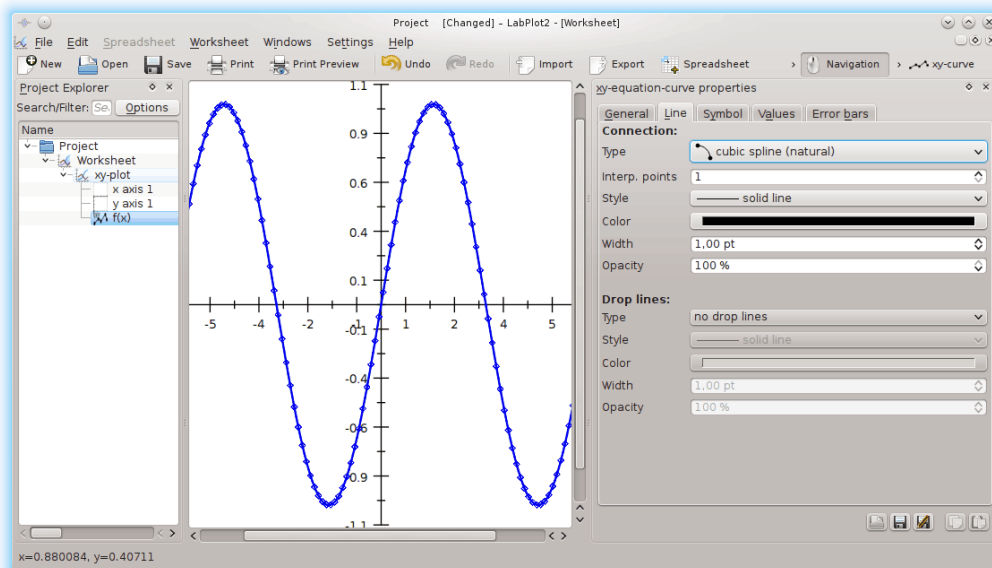 Project [Changed] – LabPlot2 - [Worksheet]
File Edit Spreadsheet Worksheet Windows Settings Help
New Open Save Print Print Preview Undo Redo Import Export Spreadsheet > Navigation > xy-curve
Project Explorer
Search/Filter: Se Options
Name
Project
Worksheet
xy-plot
x axis 1
y axis 1
f(x)
1.1
0.9
0.6
0.4
0.1
-5 -4 -2 -1 1 2 4 5
-0.1
-0.4
-0.6
-0.9
-1.1
xy-equation-curve properties
General Line Symbol Values Error bars
Connection:
Type cubic spline (natural)
Interp. points 1
Style solid line
Color
Width 1,00 pt
Opacity 100 %
Drop lines:
Type no drop lines
Style solid line
Color
Width 1,00 pt
Opacity 100 %
x=0.880084, y=0.40711